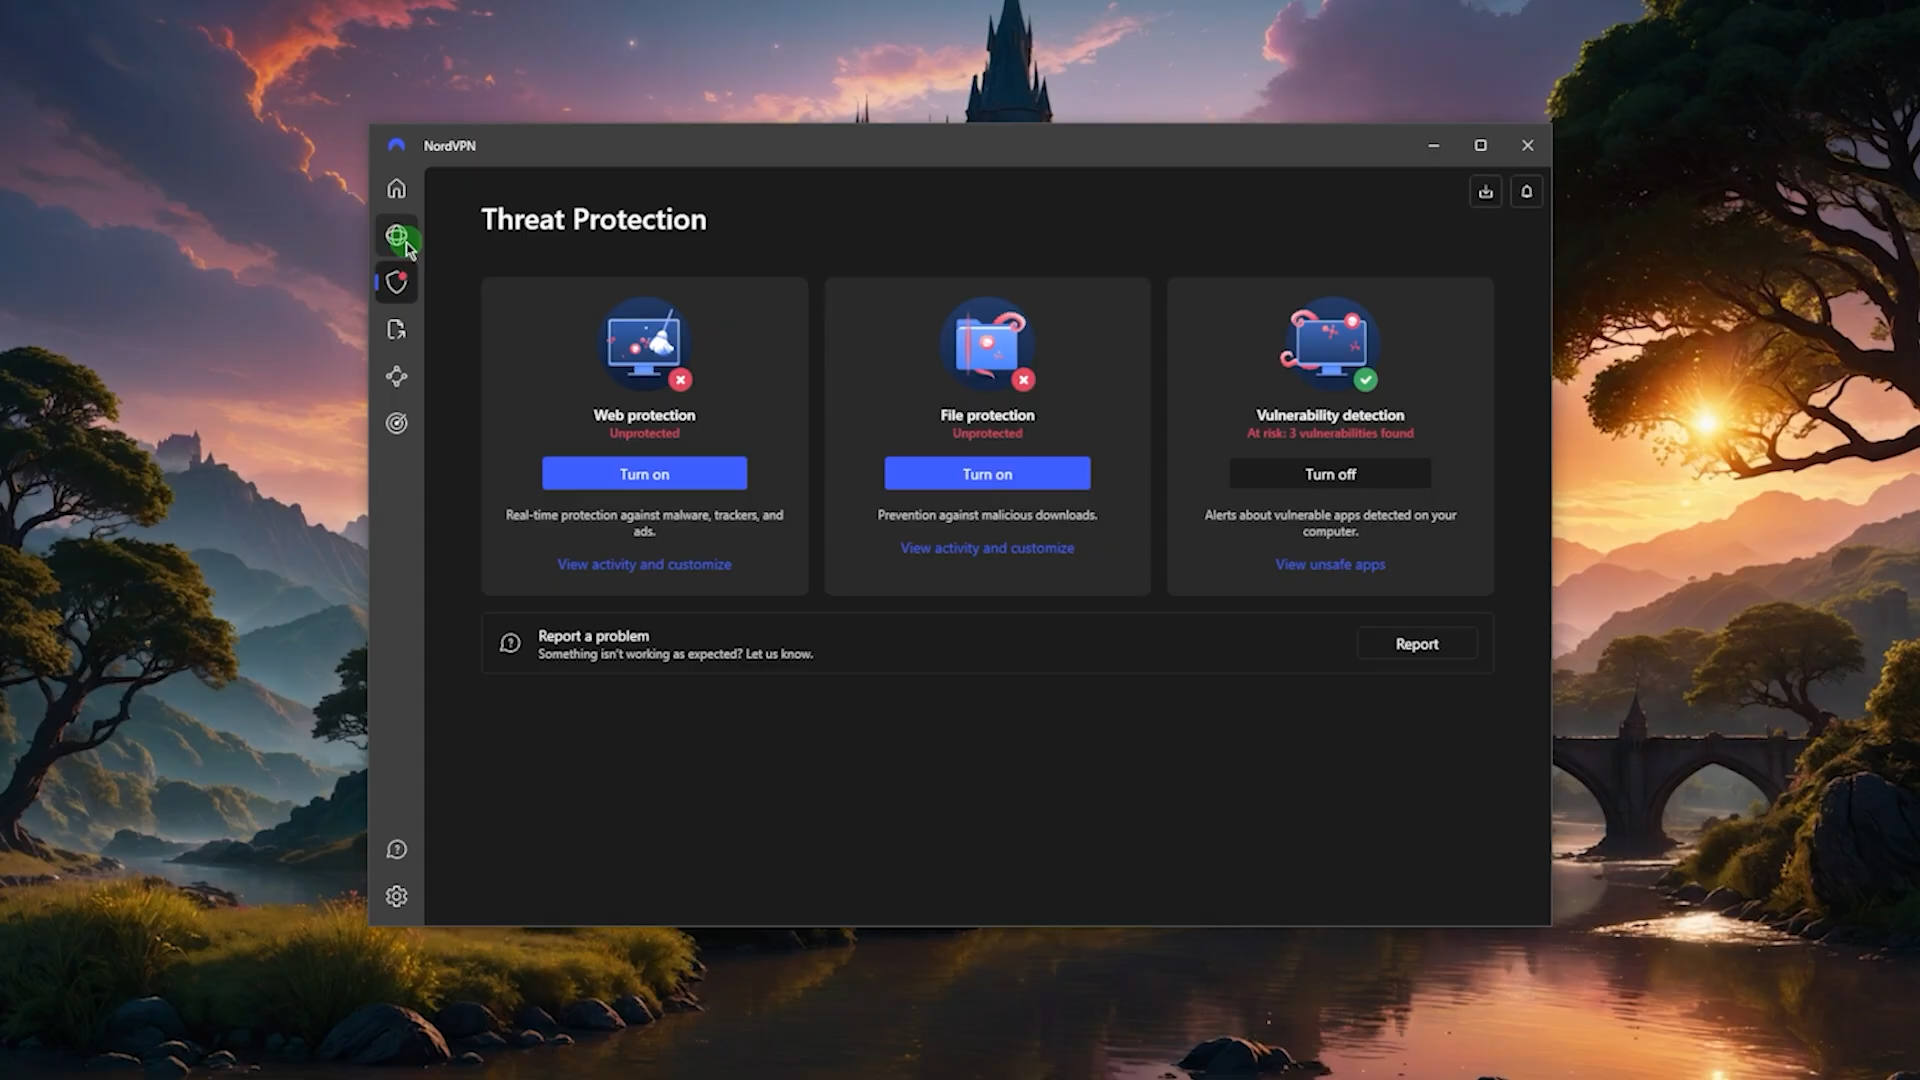 NordVPN
Threat Protection
Web protection
Unprotected
Turn on
Real-time protection against malware, trackers, and
ads.
View activity and customize
File protection
Unprotected
Turn on
Prevention against malicious downloads.
View activity and customize
Vulnerability detection
At risk: 3 vulnerabilities found
Turn off
Alerts about vulnerable apps detected on your
computer.
View unsafe apps
Report a problem
Something isn't working as expected? Let us know.
Report